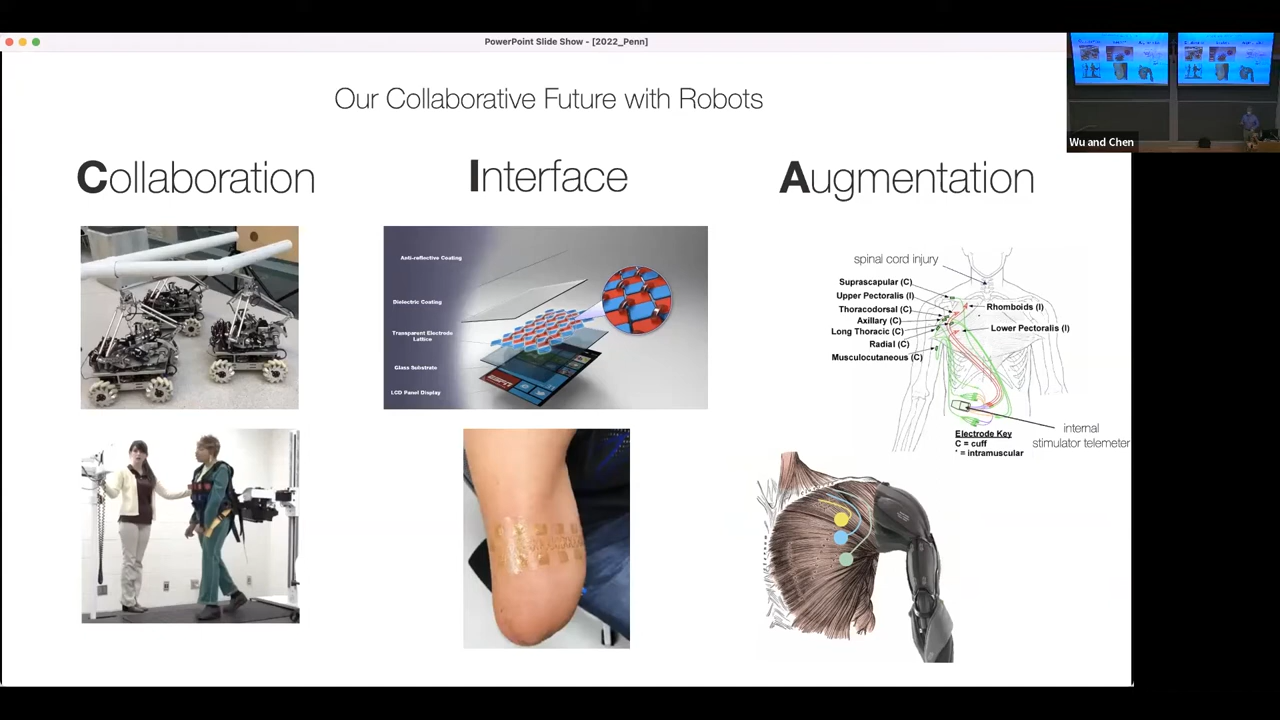 PowerPoint Slide Show - [2022_Penn]
Wu and Chen
Our Collaborative Future with Robots
Collaboration
Interface
Anti-reflective Coating
Dielectric Coating
Transparent Electrode
Lattice
Glass Substrate
LCD Panel Display
ESPN
Augmentation
spinal cord injury
Suprascapular (C)
Upper Pectoralis (I)
Thoracodorsal (C)
Axillary (C)
Long Thoracic (C)
Radial (C)
Musculocutaneous (C)
Rhomboids (I)
Lower Pectoralis (I)
Electrode Key
C = cuff
' = intramuscular
internal
stimulator telemeter